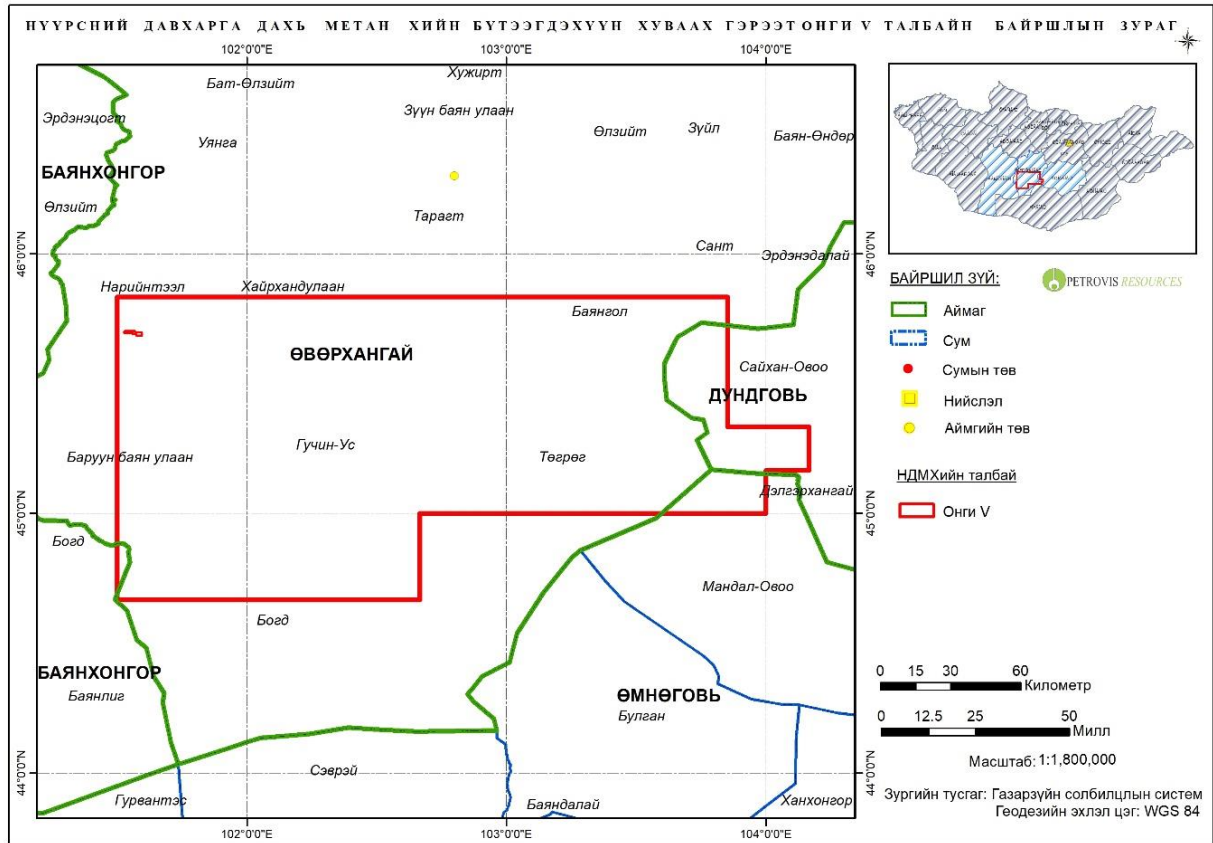 НҮҮРСНИЙ ДАВХАРГА ДАХЬ МЕТАН ХИЙН БҮТЭЭГДЭХҮҮН ХУВААХ ГЭРЭЭТ ОНГИ V ТАЛБАЙН БАЙРШЛЫН ЗУРАГ
102°0'0"E
103°0'0"E
104°0'0"E
Бат-Өлзийт
Хужирт
Эрдэнэцогт
Зүүн баян улаан
Уянга
Өлзийт
Зүйл
Баян-Өндөр
БАЯНХОНГОР
Өлзийт
Тарагт
Сант
Эрдэнэдалай
46°0'0"N
46°0'0"N
Нарийнтээл
Хайрхандулаан
Баянгол
ӨВӨРХАНГАЙ
Сайхан-Овоо
ДУНДГОВЬ
Гучин-Ус
Баруун баян улаан
Төгрөг
Дэлгэрхангай
45°0'0"N
45°0'0"N
Богд
Мандал-Овоо
Богд
БАЯНХОНГОР
Баянлиг
ӨМНӨГОВЬ
Булган
Сэврэй
44°0'0"N
44°0'0"N
Гурвантэс
Баяндалай
Ханхонгор
102°0'0"E
103°0'0"E
104°0'0"E
БАЙРШИЛ ЗҮЙ:
PETROVIS RESOURCES
Аймаг
Сум
Сумын төв
Нийслэл
Аймгийн төв
НДМХийн талбай
Онги V
0 15 30 60
Километр
0 12.5 25 50
Милл
Масштаб: 1:1,800,000
Зургийн тусгаг: Газарзүйн солбилцлын систем
Геодезийн эхлэл цэг: WGS 84